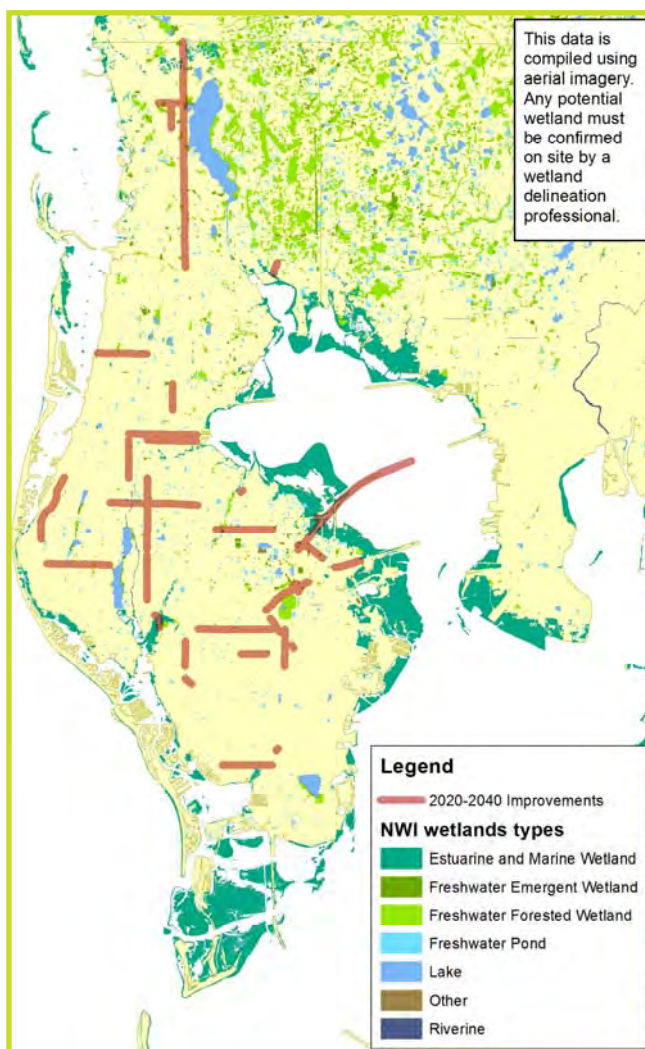 This data is
compiled using
aerial imagery.
Any potential
wetland must
be confirmed
on site by a
wetland
delineation
professional.
Legend
2020-2040 Improvements
NWI wetlands types
Estuarine and Marine Wetland
Freshwater Emergent Wetland
Freshwater Forested Wetland
Freshwater Pond
Lake
Other
Riverine